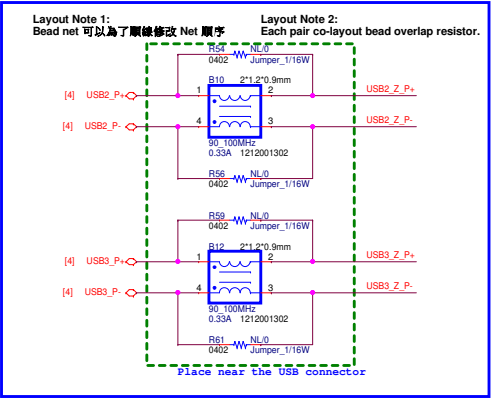 Layout Note 1:
Bead net 可以為了順線修改 Net 順序
Layout Note 2:
Each pair co-layout bead overlap resistor.
R54 NL/0
0402 Jumper_1/16W
B10 2*1.2*0.9mm
[4] USB2_P+ 1 2 USB2_Z_P+
[4] USB2_P- 4 3 USB2_Z_P-
90_100MHz
0.33A 1212001302
R56 NL/0
0402 Jumper_1/16W
R59 NL/0
0402 Jumper_1/16W
B12 2*1.2*0.9mm
[4] USB3_P+ 1 2 USB3_Z_P+
[4] USB3_P- 4 3 USB3_Z_P-
90_100MHz
0.33A 1212001302
R61 NL/0
0402 Jumper_1/16W
Place near the USB connector